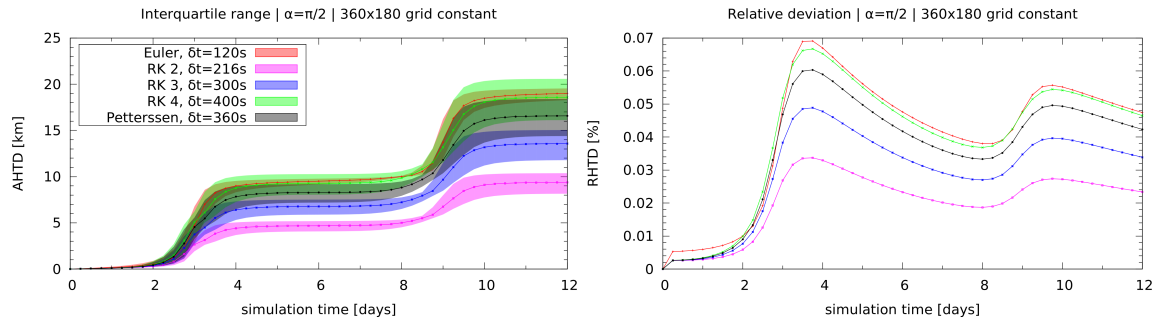 Interquartile range | α=π/2 | 360x180 grid constant
25
20
15
10
5
0
AHTD [km]
Euler, δt=120s
RK 2, δt=216s
RK 3, δt=300s
RK 4, δt=400s
Petterssen, δt=360s
0 2 4 6 8 10 12
simulation time [days]
Relative deviation | α=π/2 | 360x180 grid constant
0.07
0.06
0.05
0.04
0.03
0.02
0.01
0
RHTD [%]
0 2 4 6 8 10 12
simulation time [days]